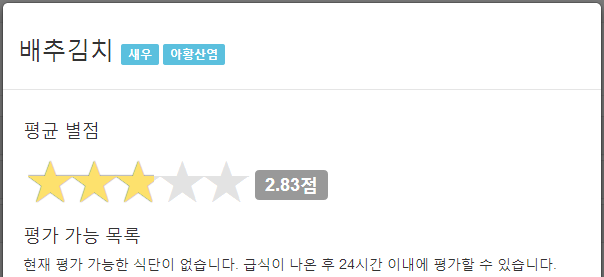 배추김치 새우 아황산염
평균 별점
2.83점
평가 가능 목록
현재 평가 가능한 식단이 없습니다. 급식이 나온 후 24시간 이내에 평가할 수 있습니다.